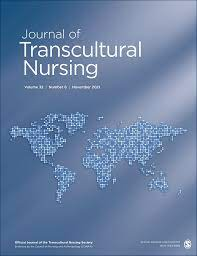 Journal of
Transcultural
Nursing
Volume 32 | Number 6 | November 2021
Official Journal of the Transcultural Nursing Society